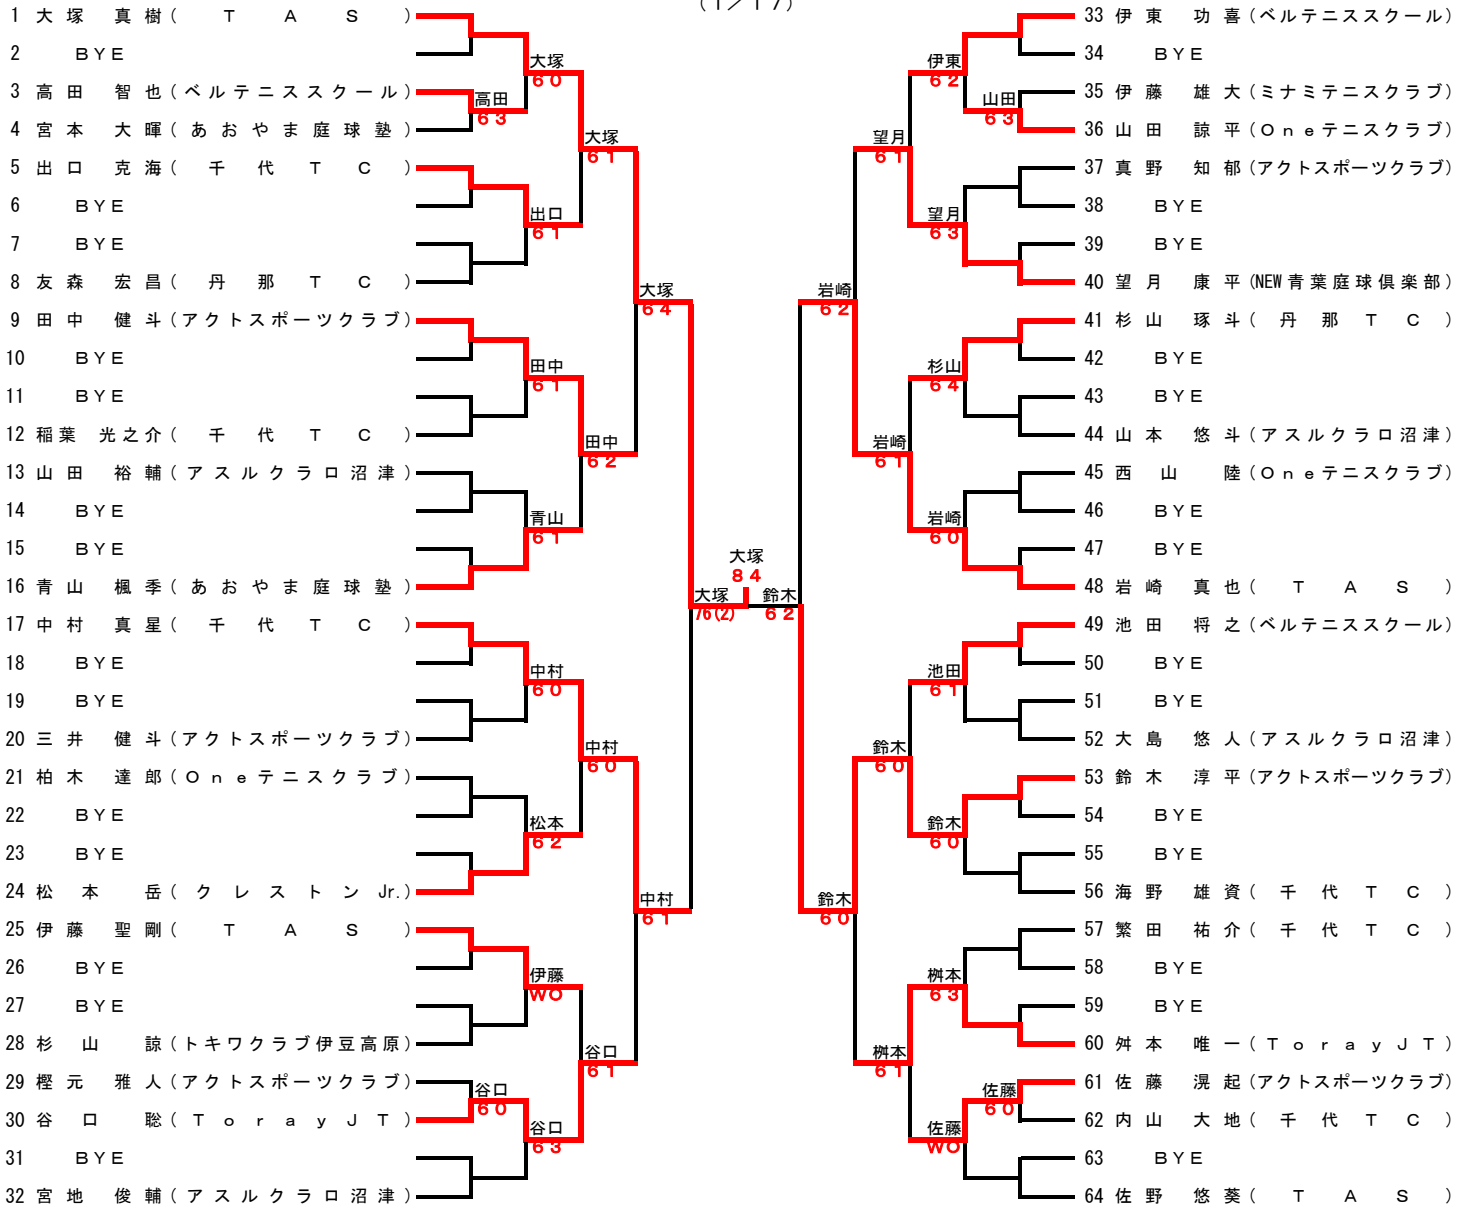 (1/17)
1 大塚 真樹(TAS)
2 BYE
3 高田 智也(ベルテニススクール)
4 宮本 大暉(あおやま庭球塾)
5 出口 克海(千代TC)
6 BYE
7 BYE
8 友森 宏昌(丹那TC)
9 田中 健斗(アクトスポーツクラブ)
10 BYE
11 BYE
12 稲葉 光之介(千代TC)
13 山田 裕輔(アスルクラロ沼津)
14 BYE
15 BYE
16 青山 楓季(あおやま庭球塾)
17 中村 真星(千代TC)
18 BYE
19 BYE
20 三井 健斗(アクトスポーツクラブ)
21 柏木 達郎(Oneテニスクラブ)
22 BYE
23 BYE
24 松本 岳(クレストンJr.)
25 伊藤 聖剛(TAS)
26 BYE
27 BYE
28 杉山 諒(トキワクラブ伊豆高原)
29 樫元 雅人(アクトスポーツクラブ)
30 谷口 聡(TorayJT)
31 BYE
32 宮地 俊輔(アスルクラロ沼津)
高田
63
谷口
60
大塚
60
出口
61
田中
61
青山
61
中村
60
松本
62
伊藤
WO
谷口
63
大塚
61
田中
62
中村
60
谷口
61
大塚
64
中村
61
大塚
76(2)
大塚
84
鈴木
62
岩崎
62
鈴木
60
望月
61
岩崎
61
鈴木
60
桝本
61
伊東
62
望月
63
杉山
64
岩崎
60
池田
61
鈴木
60
桝本
63
佐藤
WO
山田
63
佐藤
60
33 伊東 功喜(ベルテニススクール)
34 BYE
35 伊藤 雄大(ミナミテニスクラブ)
36 山田 諒平(Oneテニスクラブ)
37 真野 知郁(アクトスポーツクラブ)
38 BYE
39 BYE
40 望月 康平(NEW青葉庭球倶楽部)
41 杉山 琢斗(丹那TC)
42 BYE
43 BYE
44 山本 悠斗(アスルクラロ沼津)
45 西山 陸(Oneテニスクラブ)
46 BYE
47 BYE
48 岩崎 真也(TAS)
49 池田 将之(ベルテニススクール)
50 BYE
51 BYE
52 大島 悠人(アスルクラロ沼津)
53 鈴木 淳平(アクトスポーツクラブ)
54 BYE
55 BYE
56 海野 雄資(千代TC)
57 繁田 祐介(千代TC)
58 BYE
59 BYE
60 舛本 唯一(TorayJT)
61 佐藤 滉起(アクトスポーツクラブ)
62 内山 大地(千代TC)
63 BYE
64 佐野 悠葵(TAS)